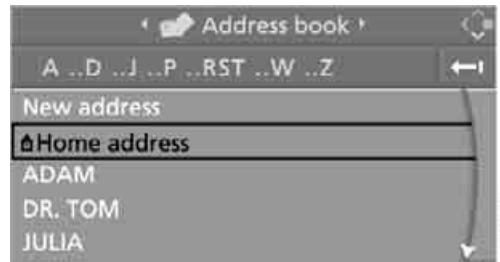 Address book
A ..D ..J ..P ..RST ..W ..Z
New address
Home address
ADAM
DR. TOM
JULIA